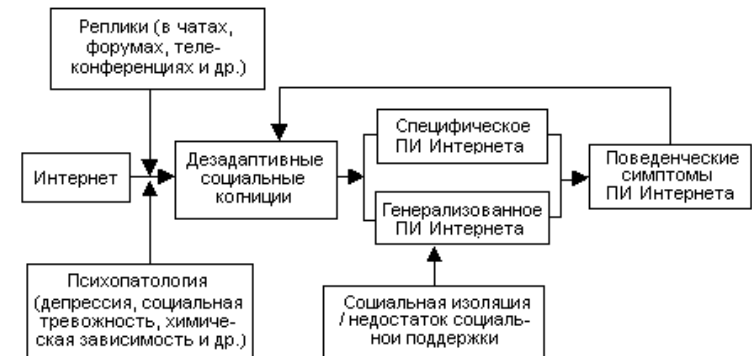 Реплики (в чатах,
форумах, теле-
конференциях и др.)
Интернет
Дезадаптивные
социальные
когниции
Специфическое
ПИ Интернета
Генерализованное
ПИ Интернета
Поведенческие
симптомы
ПИ Интернета
Психопатология
(депрессия, социальная
тревожность, химиче-
ская зависимость и др.)
Социальная изоляция
/ недостаток социаль-
нои поддержки